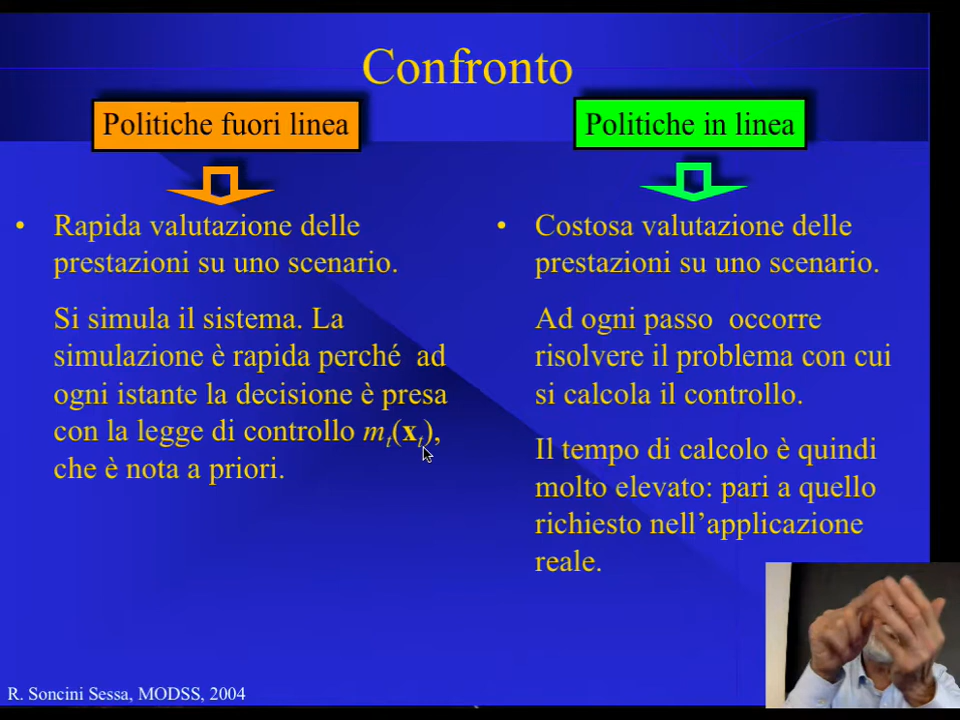 Confronto
Politiche fuori linea
• Rapida valutazione delle
prestazioni su uno scenario.
Si simula il sistema. La
simulazione è rapida perché ad
ogni istante la decisione è presa
con la legge di controllo mt(xt),
che è nota a priori.
Politiche in linea
• Costosa valutazione delle
prestazioni su uno scenario.
Ad ogni passo occorre
risolvere il problema con cui
si calcola il controllo.
Il tempo di calcolo è quindi
molto elevato: pari a quello
richiesto nell’applicazione
reale.
R. Soncini Sessa, MODSS, 2004